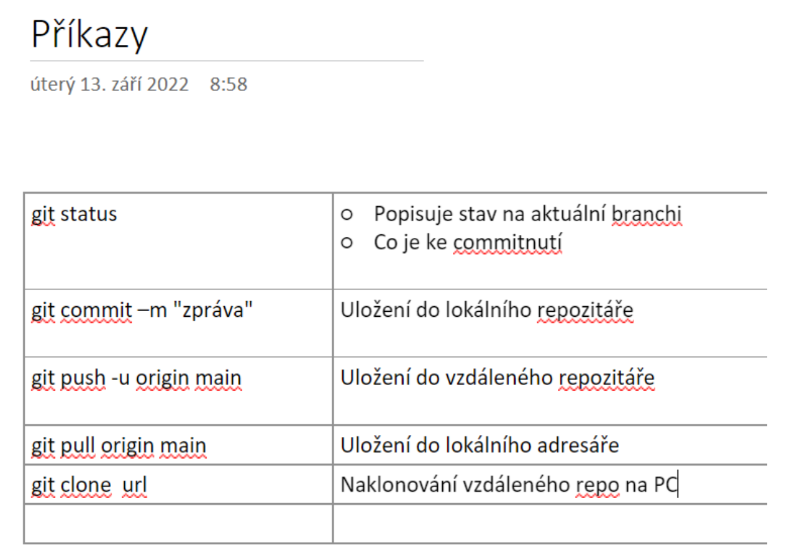 Příkazy
úterý 13. září 2022 8:58
git status
○ Popisuje stav na aktuální branchi
○ Co je ke commitnutí
git commit –m "zpráva"
Uložení do lokálního repozitáře
git push -u origin main
Uložení do vzdáleného repozitáře
git pull origin main
Uložení do lokálního adresáře
git clone url
Naklonování vzdáleného repo na PC